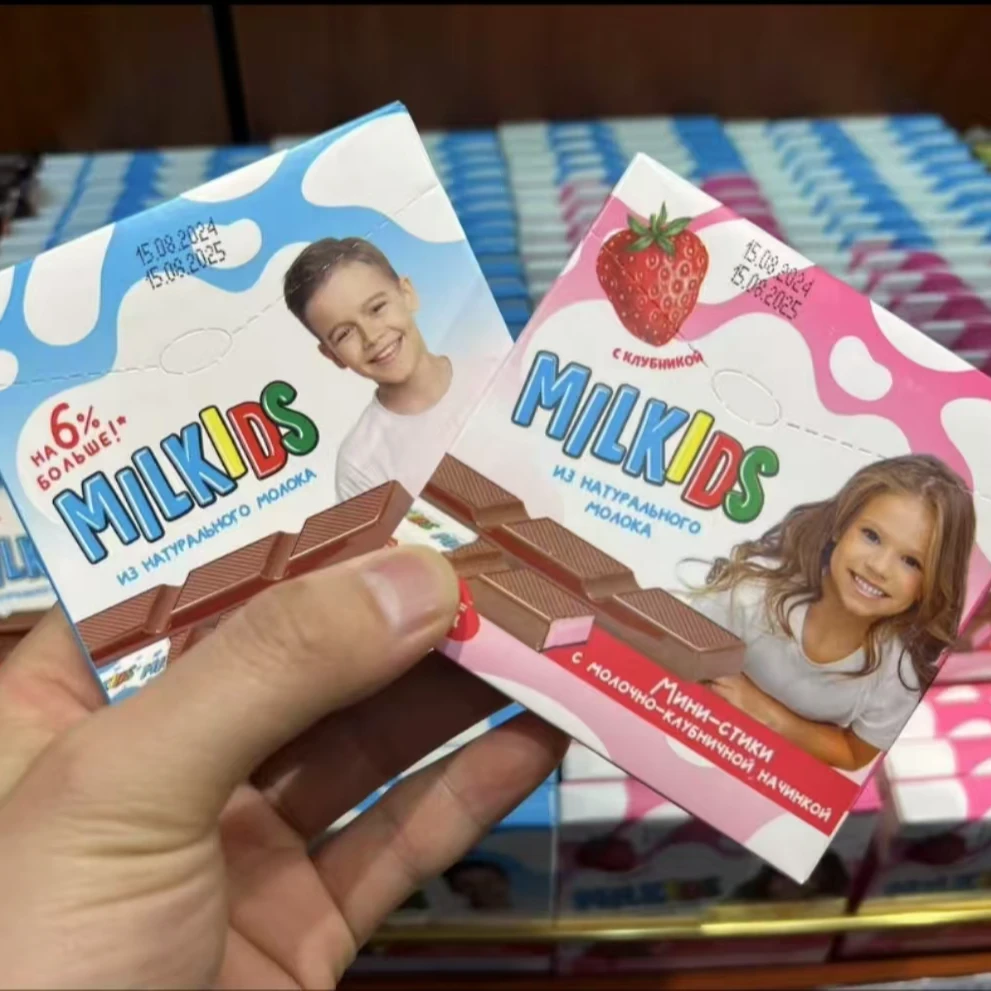 15.08.2024
15.08.2025
НА 6%
БОЛЬШЕ!*
MILKIDS
ИЗ НАТУРАЛЬНОГО МОЛОКА
15.08.2024
15.08.2025
С КЛУБНИКОЙ
MILKIDS
ИЗ НАТУРАЛЬНОГО
МОЛОКА
МИНИ-СТИКИ
С МОЛОЧНО-КЛУБНИЧНОЙ НАЧИНКОЙ